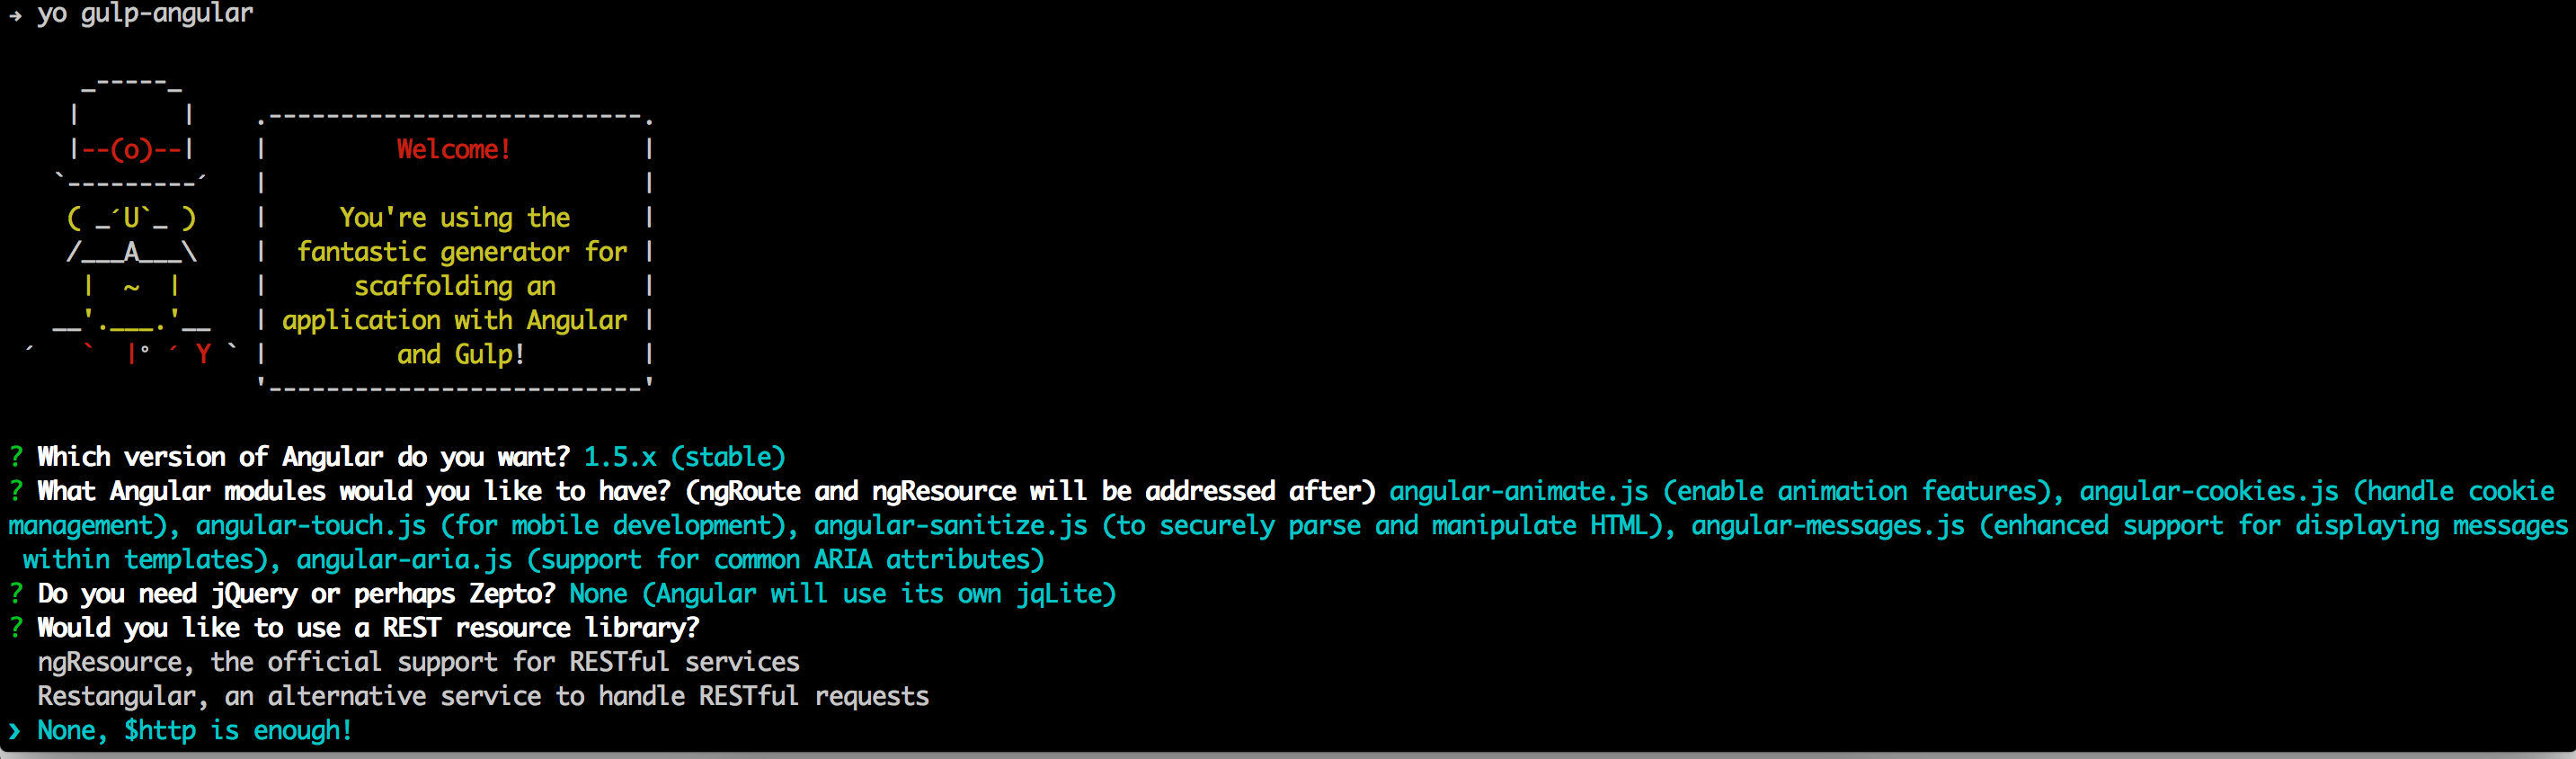 → yo gulp-angular
     _-----_
    |       |    .--------------------------.
    |--(o)--|    |         Welcome!         |
   `---------´   |                          |
    ( _´U`_ )    |     You're using the     |
    /___A___\    |  fantastic generator for |
     |  ~  |     |      scaffolding an      |
   __'.___.'__   | application with Angular |
 ´   `  |° ´ Y ` |         and Gulp!        |
                 '--------------------------'
? Which version of Angular do you want? 1.5.x (stable)
? What Angular modules would you like to have? (ngRoute and ngResource will be addressed after) angular-animate.js (enable animation features), angular-cookies.js (handle cookie
management), angular-touch.js (for mobile development), angular-sanitize.js (to securely parse and manipulate HTML), angular-messages.js (enhanced support for displaying messages
 within templates), angular-aria.js (support for common ARIA attributes)
? Do you need jQuery or perhaps Zepto? None (Angular will use its own jqLite)
? Would you like to use a REST resource library?
  ngResource, the official support for RESTful services
  Restangular, an alternative service to handle RESTful requests
❯ None, $http is enough!